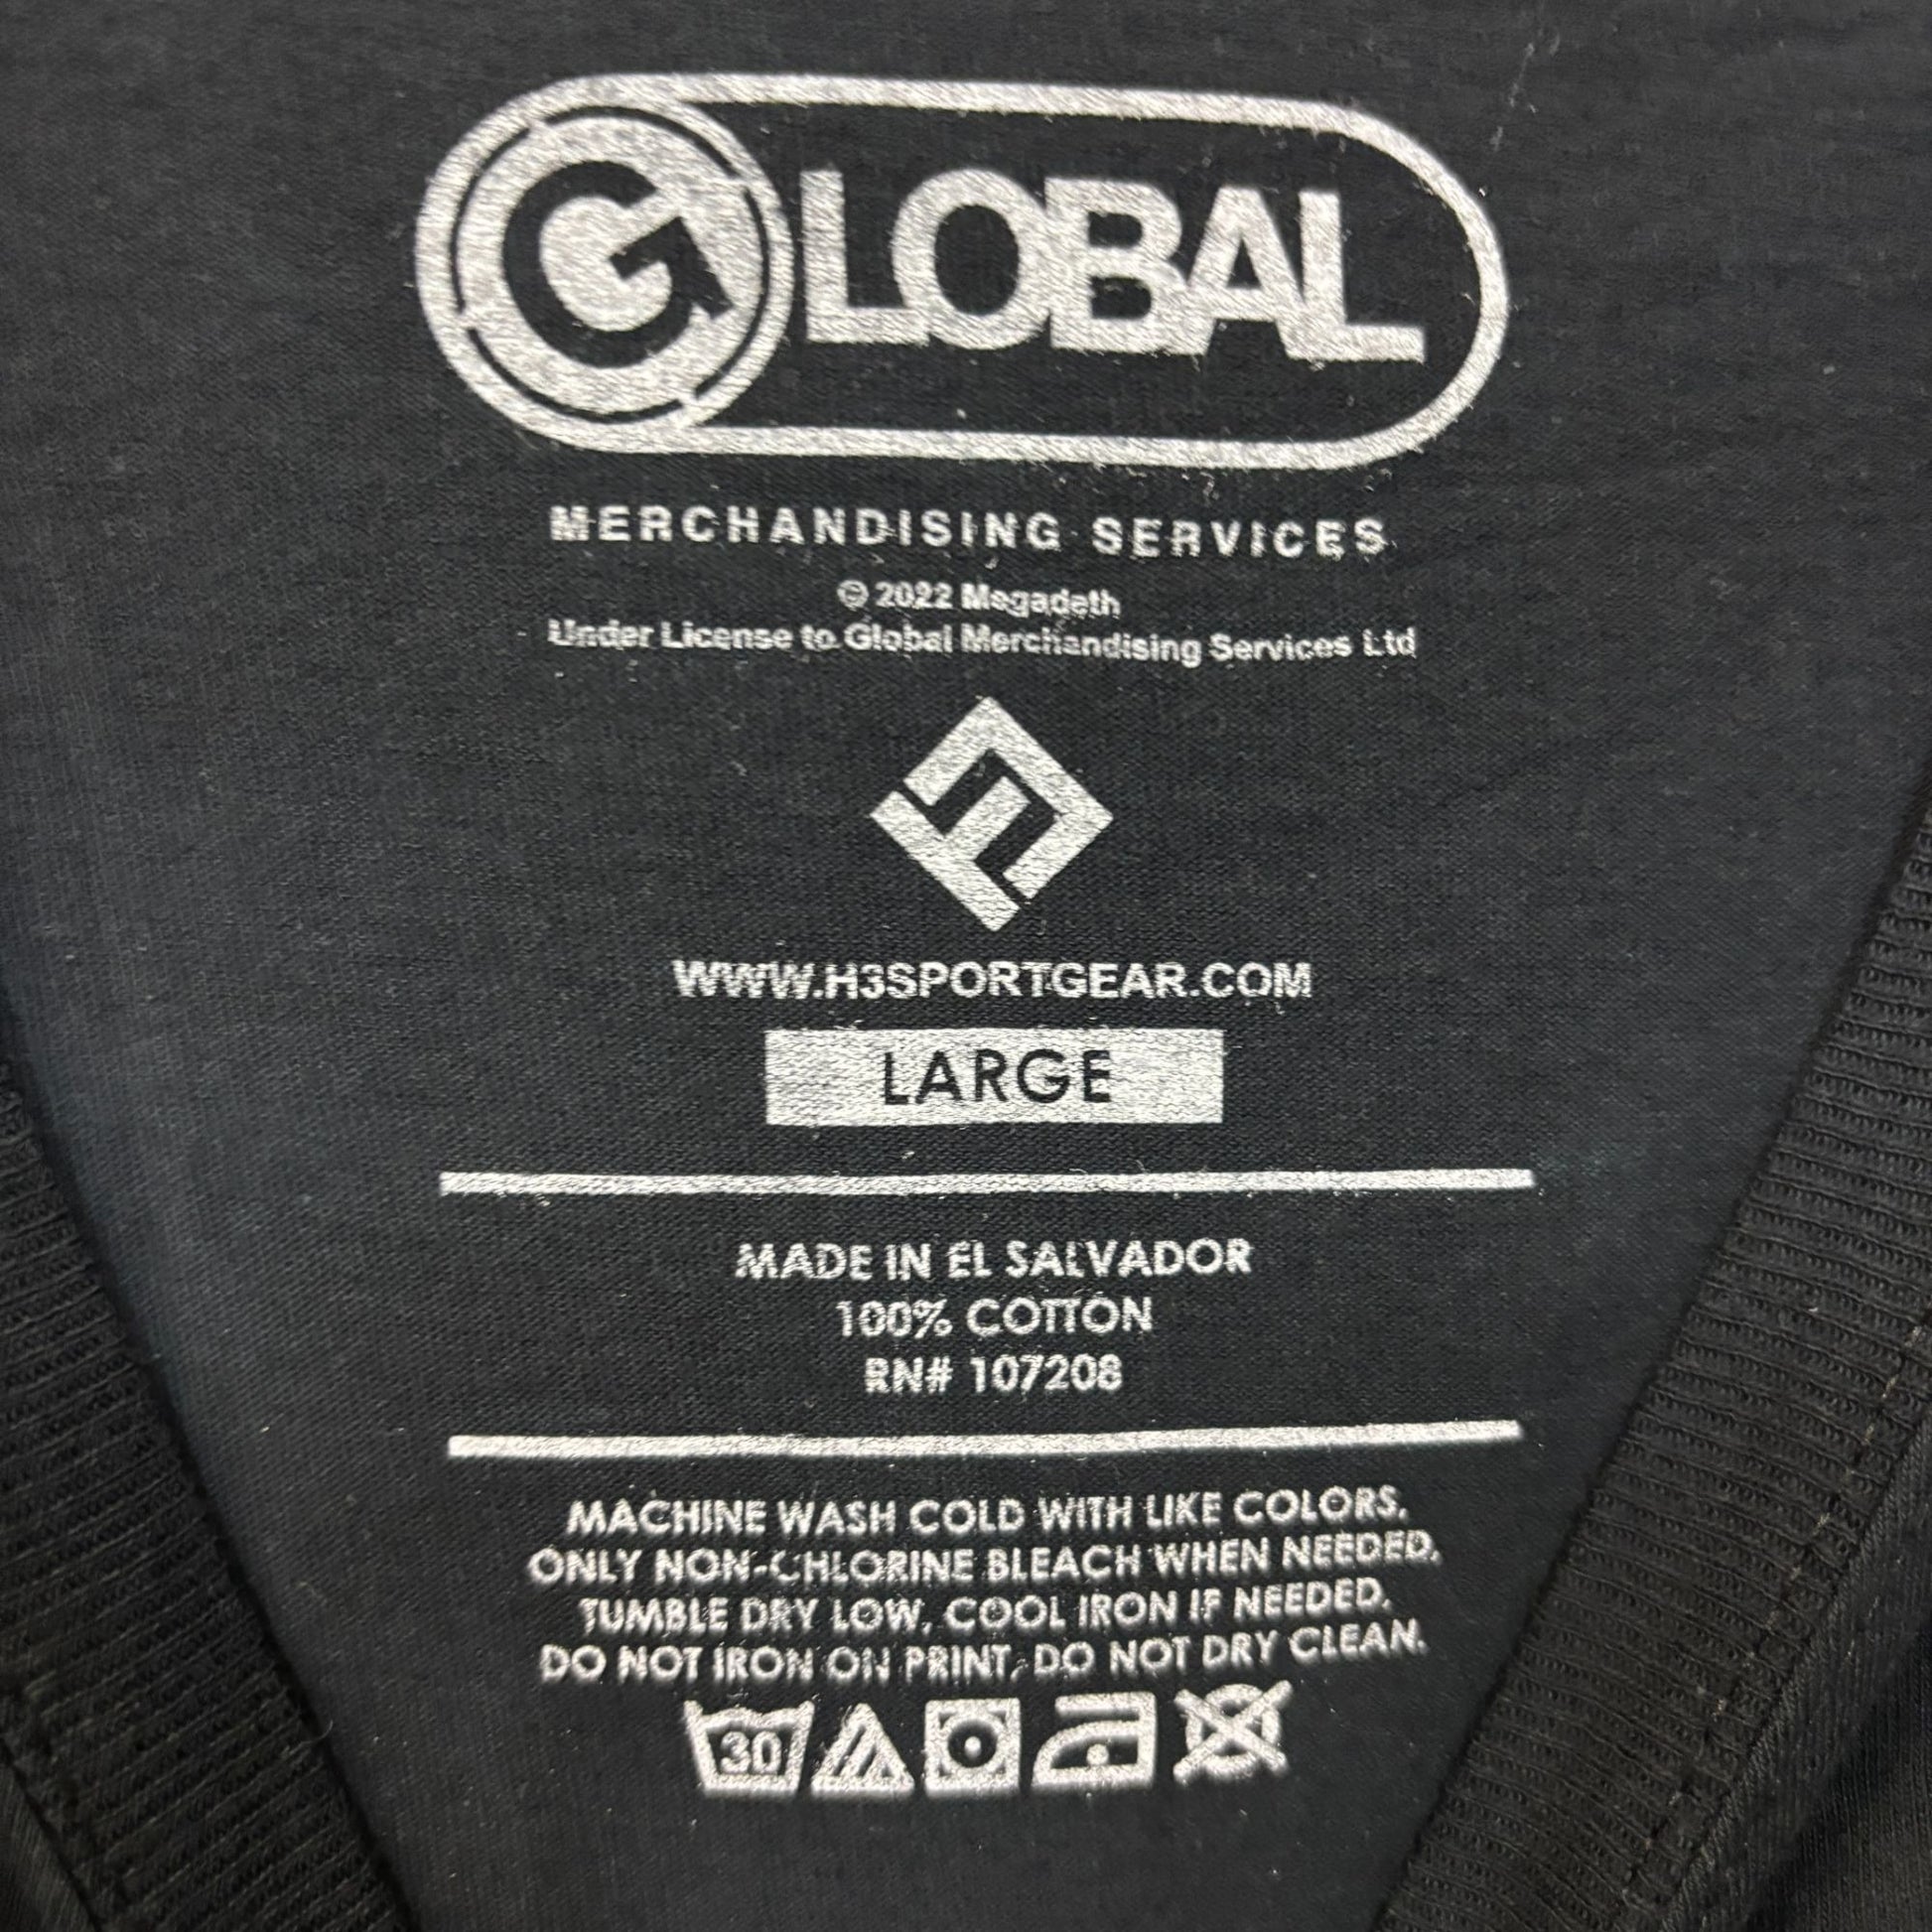 GLOBAL
MERCHANDISING SERVICES
© 2022 Megadeth
Under License to Global Merchandising Services Ltd
WWW.H3SPORTGEAR.COM
LARGE
MADE IN EL SALVADOR
100% COTTON
RN# 107208
MACHINE WASH COLD WITH LIKE COLORS.
ONLY NON-CHLORINE BLEACH WHEN NEEDED.
TUMBLE DRY LOW. COOL IRON IF NEEDED.
DO NOT IRON ON PRINT, DO NOT DRY CLEAN.
30